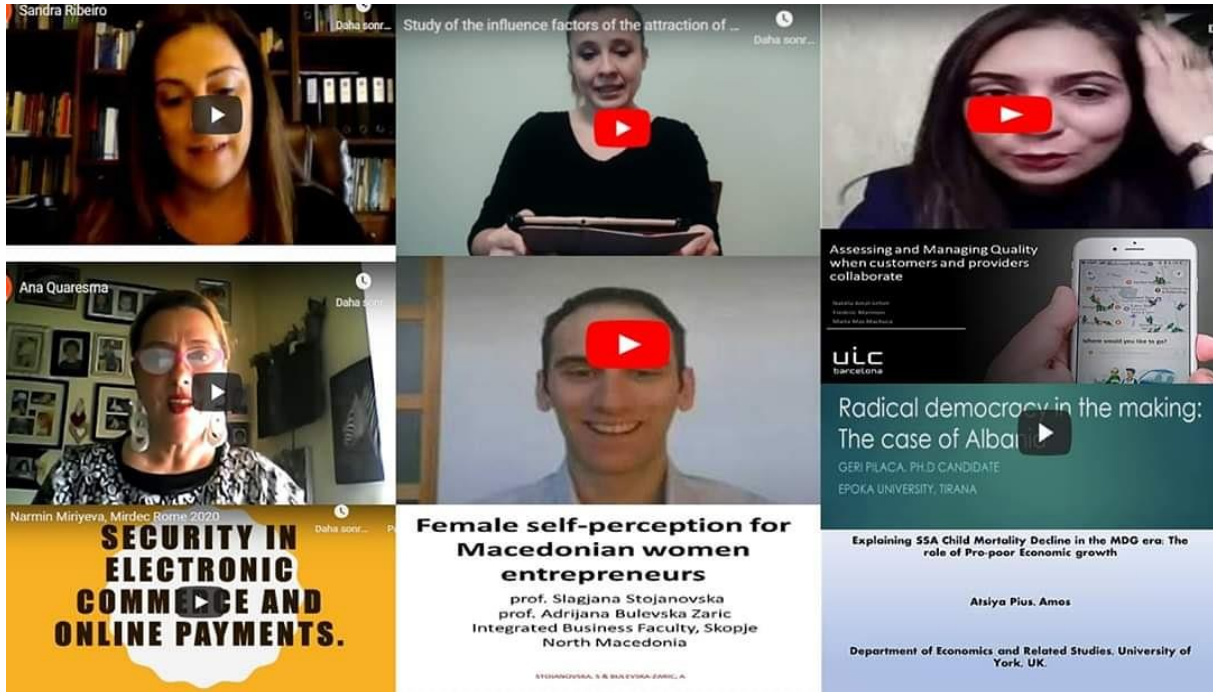 Sandra Ribeiro
Daha sonr...
Study of the influence factors of the attraction of ...
Daha sonr...
Ana Quaresma
Daha sonr...
Assessing and Managing Quality
when customers and providers
collaborate
Frederic Marimon
Marta Mas Machuca
uic
barcelona
Where would you like to go?
Radical democracy in the making:
The case of Albania
GERI PILACA, PH.D CANDIDATE
EPOKA UNIVERSITY, TIRANA
Narmin Miriyeva, Mirdec Rome 2020
Daha sonr...
SECURITY IN
ELECTRONIC
COMMERCE AND
ONLINE PAYMENTS.
Female self-perception for
Macedonian women
entrepreneurs
prof. Slagjana Stojanovska
prof. Adrijana Bulevska Zaric
Integrated Business Faculty, Skopje
North Macedonia
STOJANOVSKA, S & BULEVSKA-ZARIC, A
Explaining SSA Child Mortality Decline in the MDG era: The
role of Pro-poor Economic growth
Atsiya Pius, Amos
Department of Economics and Related Studies, University of
York, UK.